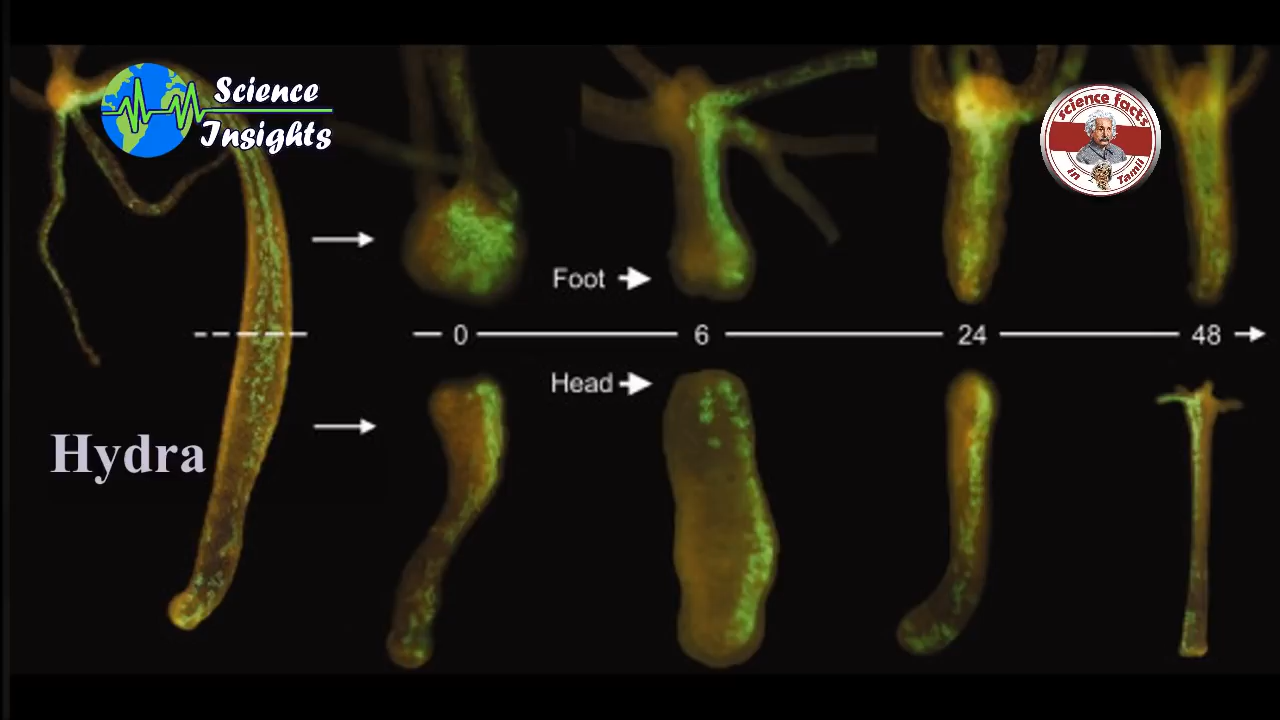 Science
Insights
science facts
in Tamil
Foot
0 6 24 48
Head
Hydra